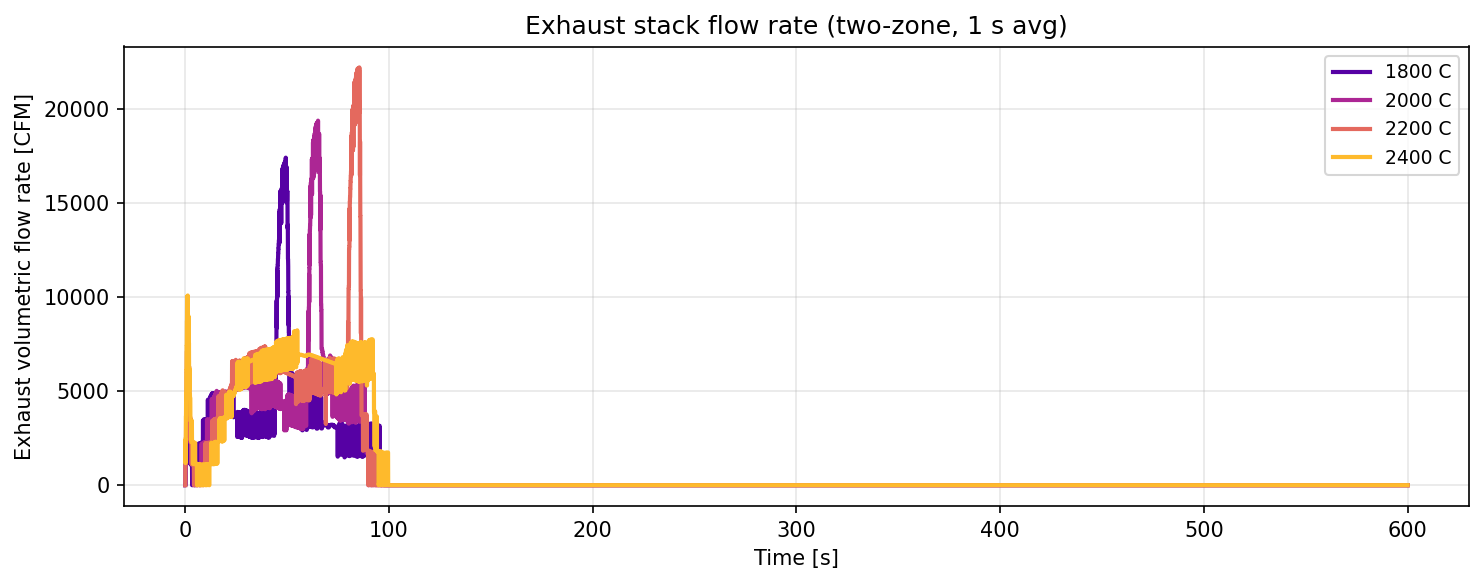 Exhaust stack flow rate (two-zone, 1 s avg)
Exhaust volumetric flow rate [CFM]
20000
15000
10000
5000
0
1800 C
2000 C
2200 C
2400 C
0 100 200 300 400 500 600
Time [s]